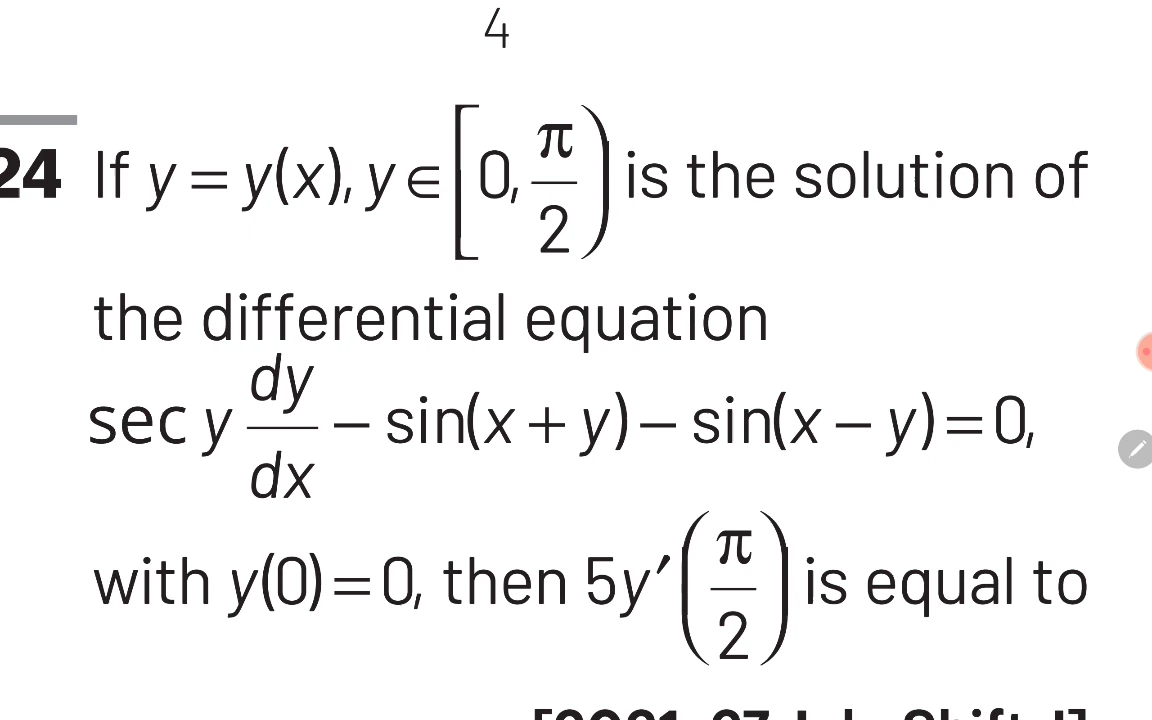 4
24 If y = y(x), y ∈ [0, π/2) is the solution of
the differential equation
sec y dy/dx − sin(x + y) − sin(x − y) = 0,
with y(0) = 0, then 5y′(π/2) is equal to